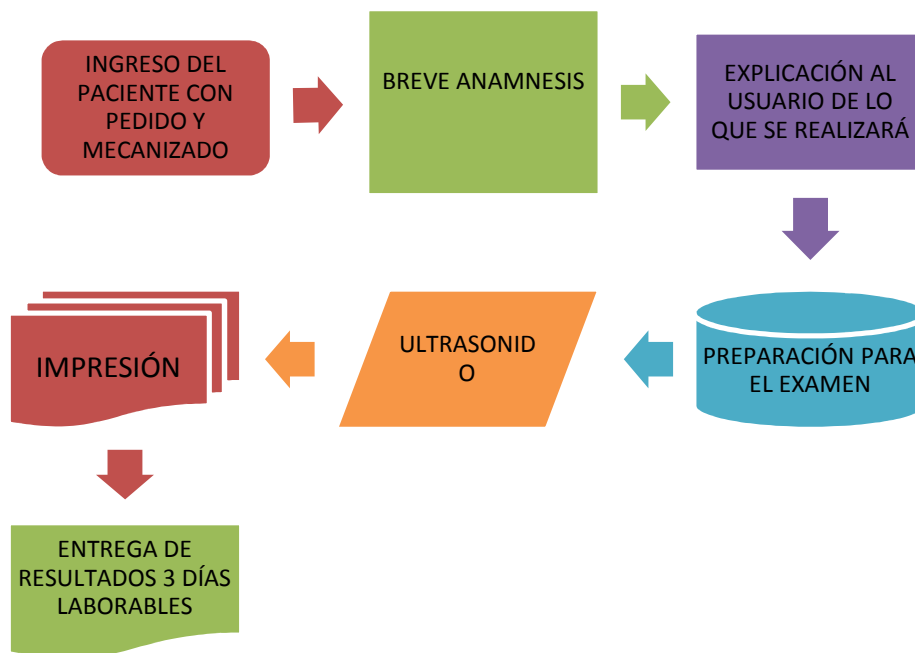 INGRESO DEL
PACIENTE CON
PEDIDO Y
MECANIZADO
BREVE ANAMNESIS
EXPLICACIÓN AL
USUARIO DE LO
QUE SE REALIZARÁ
PREPARACIÓN PARA
EL EXAMEN
ULTRASONID
O
IMPRESIÓN
ENTREGA DE
RESULTADOS 3 DÍAS
LABORABLES